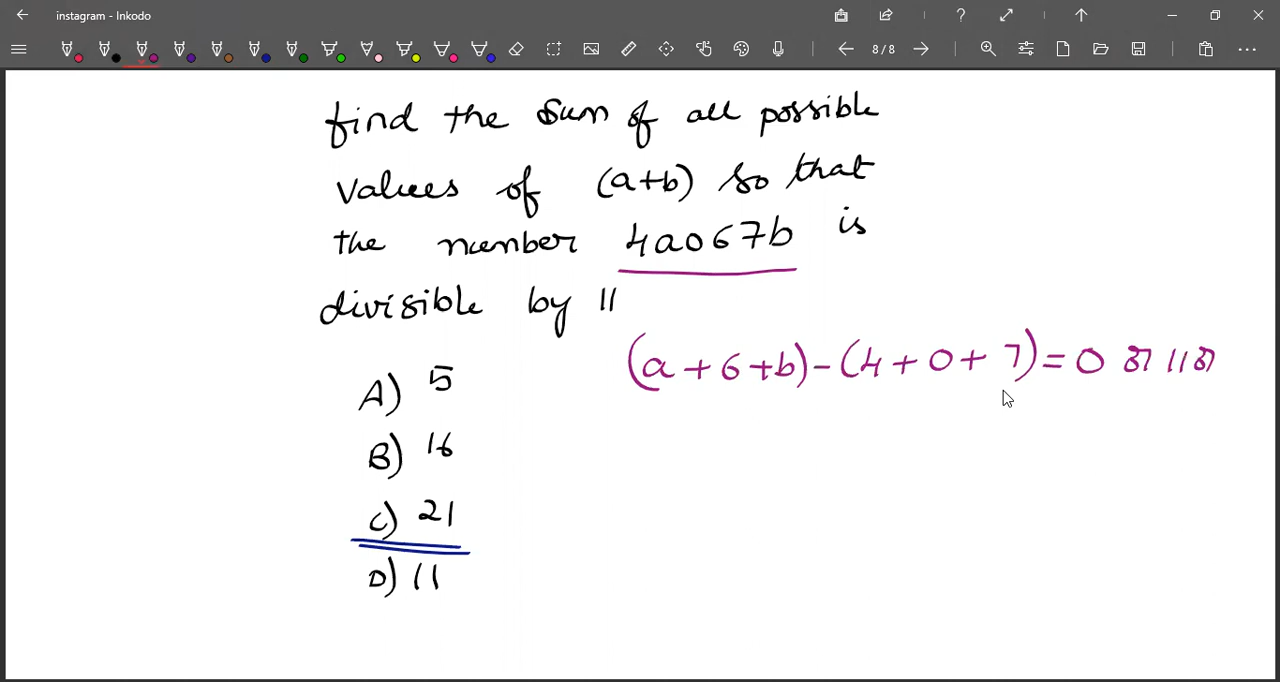 instagram - Inkodo
8/8
find the sum of all possible
values of (a+b) so that
the number 4a067b is
divisible by 11
(a+6+b)-(4+0+7)=0 or 11 or
A) 5
B) 16
C) 21
D) 11